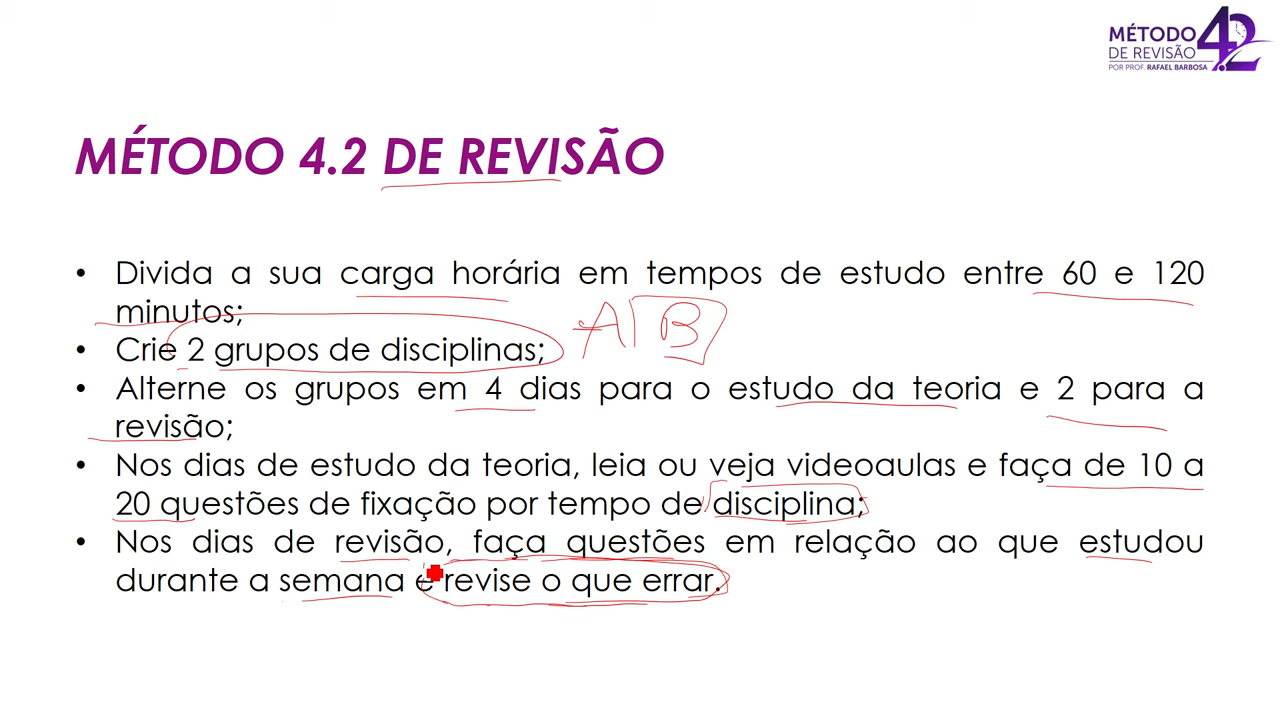 MÉTODO 4.2
DE REVISÃO
POR PROF. RAFAEL BARBOSA
MÉTODO 4.2 DE REVISÃO
• Divida a sua carga horária em tempos de estudo entre 60 e 120
minutos;
A B
• Crie 2 grupos de disciplinas;
• Alterne os grupos em 4 dias para o estudo da teoria e 2 para a
revisão;
• Nos dias de estudo da teoria, leia ou veja videoaulas e faça de 10 a
20 questões de fixação por tempo de disciplina;
• Nos dias de revisão, faça questões em relação ao que estudou
durante a semana e revise o que errar.